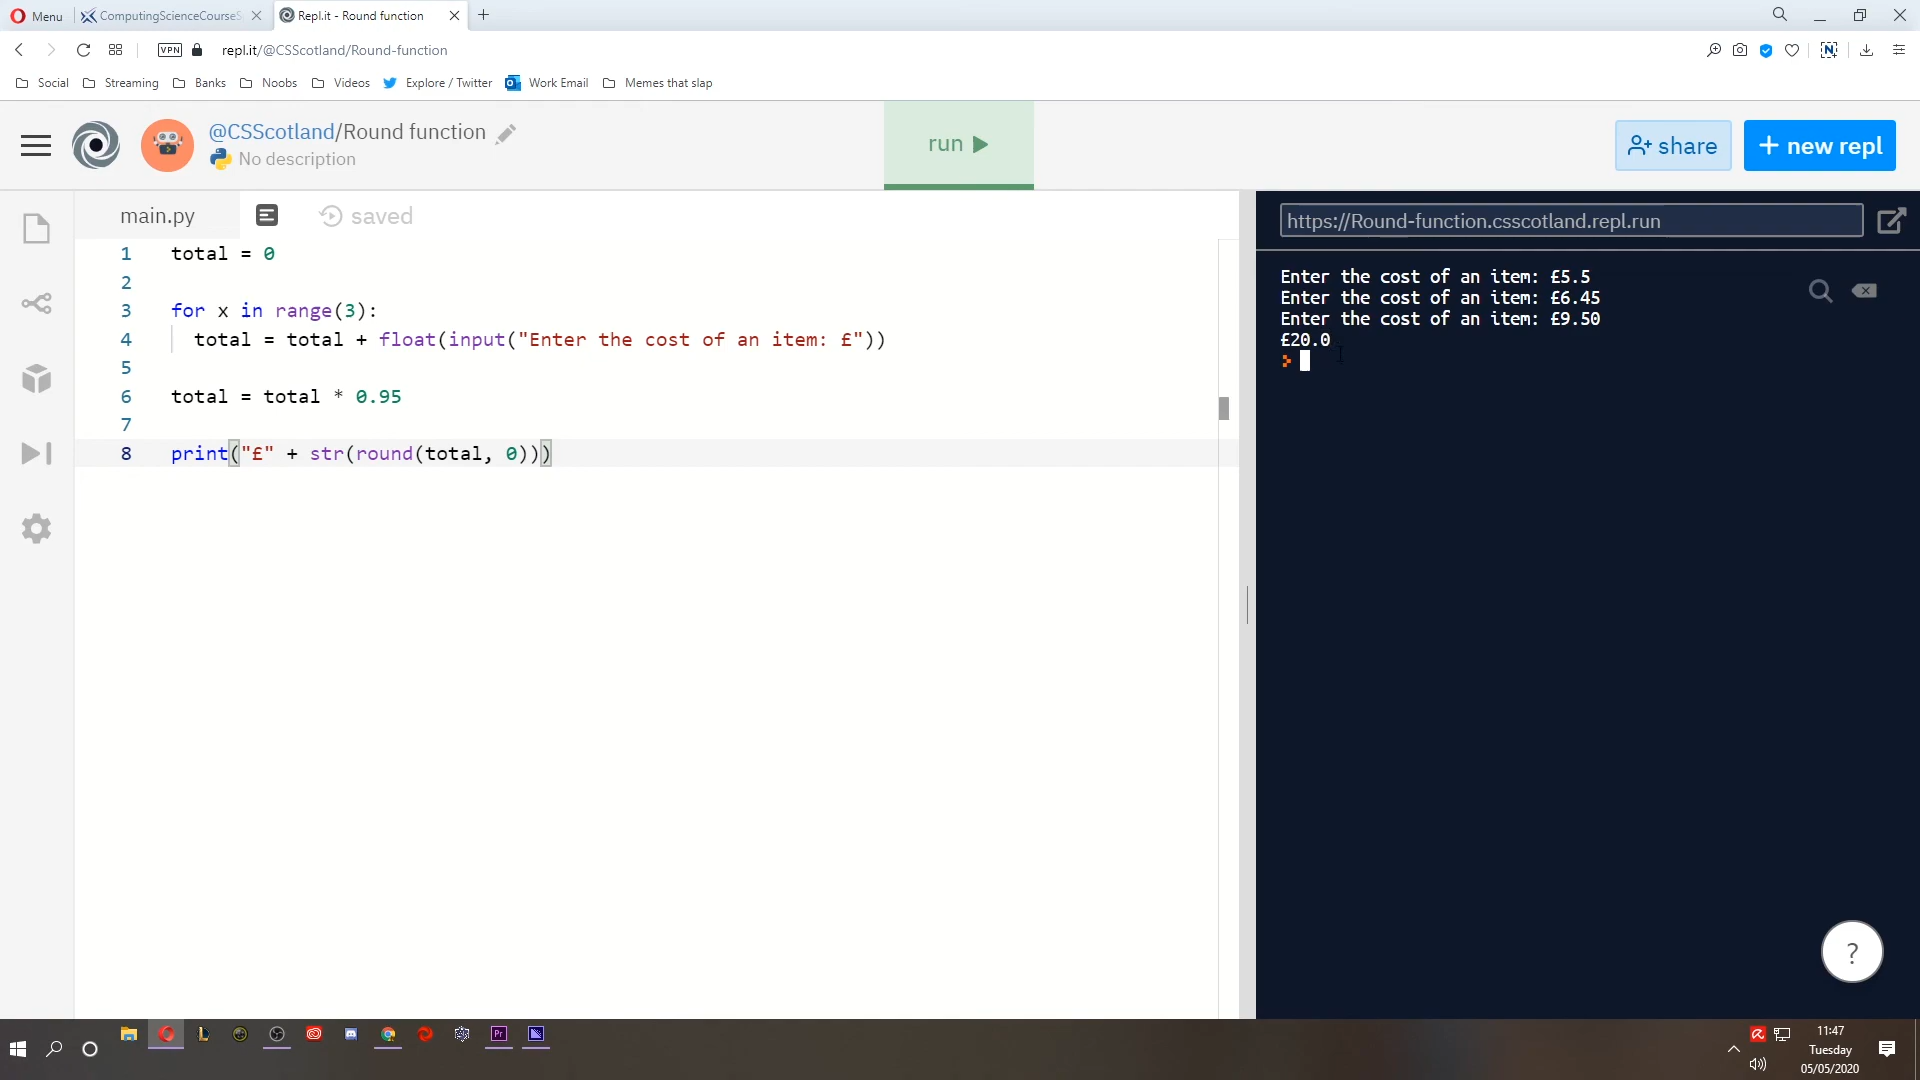 Menu
ComputingScienceCourseS
Repl.it - Round function
VPN
repl.it/@CSScotland/Round-function
Social
Streaming
Banks
Noobs
Videos
Explore / Twitter
Work Email
Memes that slap
@CSScotland/Round function
No description
run
share
+ new repl
main.py
saved
1 total = 0
2
3 for x in range(3):
4 total = total + float(input("Enter the cost of an item: £"))
5
6 total = total * 0.95
7
8 print("£" + str(round(total, 0)))
https://Round-function.csscotland.repl.run
Enter the cost of an item: £5.5
Enter the cost of an item: £6.45
Enter the cost of an item: £9.50
£20.0
?
Pr
11:47
Tuesday
05/05/2020